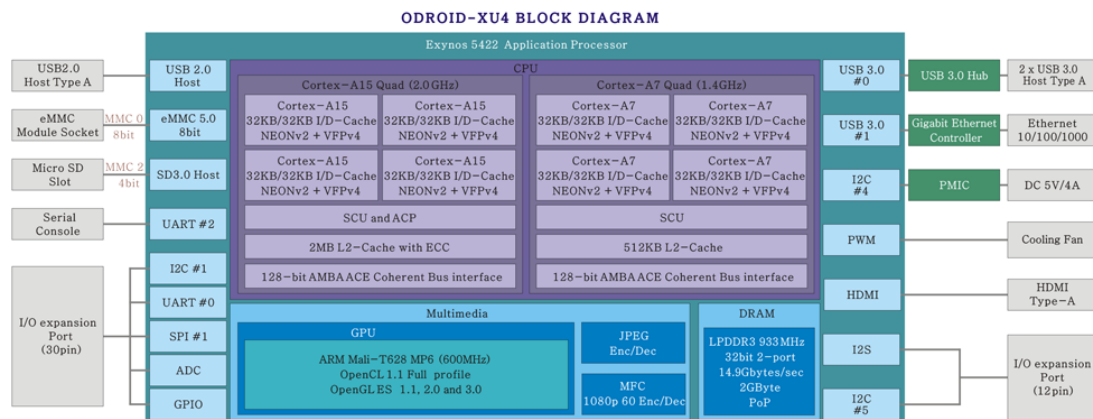 ODROID-XU4 BLOCK DIAGRAM
Exynos 5422 Application Processor
USB2.0
Host Type A
eMMC
Module Socket
MMC 0
8bit
Micro SD
Slot
MMC 2
4bit
Serial
Console
I/O expansion
Port
(30pin)
USB 2.0
Host
eMMC 5.0
8bit
SD3.0 Host
UART #2
I2C #1
UART #0
SPI #1
ADC
GPIO
CPU
Cortex-A15 Quad (2.0GHz)
Cortex-A15
32KB/32KB I/D-Cache
NEONv2 + VFPv4
Cortex-A15
32KB/32KB I/D-Cache
NEONv2 + VFPv4
Cortex-A15
32KB/32KB I/D-Cache
NEONv2 + VFPv4
Cortex-A15
32KB/32KB I/D-Cache
NEONv2 + VFPv4
SCU and ACP
2MB L2-Cache with ECC
128-bit AMBAACE Coherent Bus interface
Cortex-A7 Quad (1.4GHz)
Cortex-A7
32KB/32KB I/D-Cache
NEONv2 + VFPv4
Cortex-A7
32KB/32KB I/D-Cache
NEONv2 + VFPv4
Cortex-A7
32KB/32KB I/D-Cache
NEONv2 + VFPv4
Cortex-A7
32KB/32KB I/D-Cache
NEONv2 + VFPv4
SCU
512KB L2-Cache
128-bit AMBAACE Coherent Bus interface
Multimedia
GPU
ARM Mali-T628 MP6 (600MHz)
OpenCL 1.1 Full profile
OpenGL ES 1.1, 2.0 and 3.0
JPEG
Enc/Dec
MFC
1080p 60 Enc/Dec
DRAM
LPDDR3 933MHz
32bit 2-port
14.9Gbytes/sec
2GByte
PoP
USB 3.0
#0
USB 3.0
#1
I2C
#4
PWM
HDMI
I2S
I2C
#5
USB 3.0 Hub
Gigabit Ethernet
Controller
PMIC
2 x USB 3.0
Host Type A
Ethernet
10/100/1000
DC 5V/4A
Cooling Fan
HDMI
Type-A
I/O expansion
Port
(12pin)